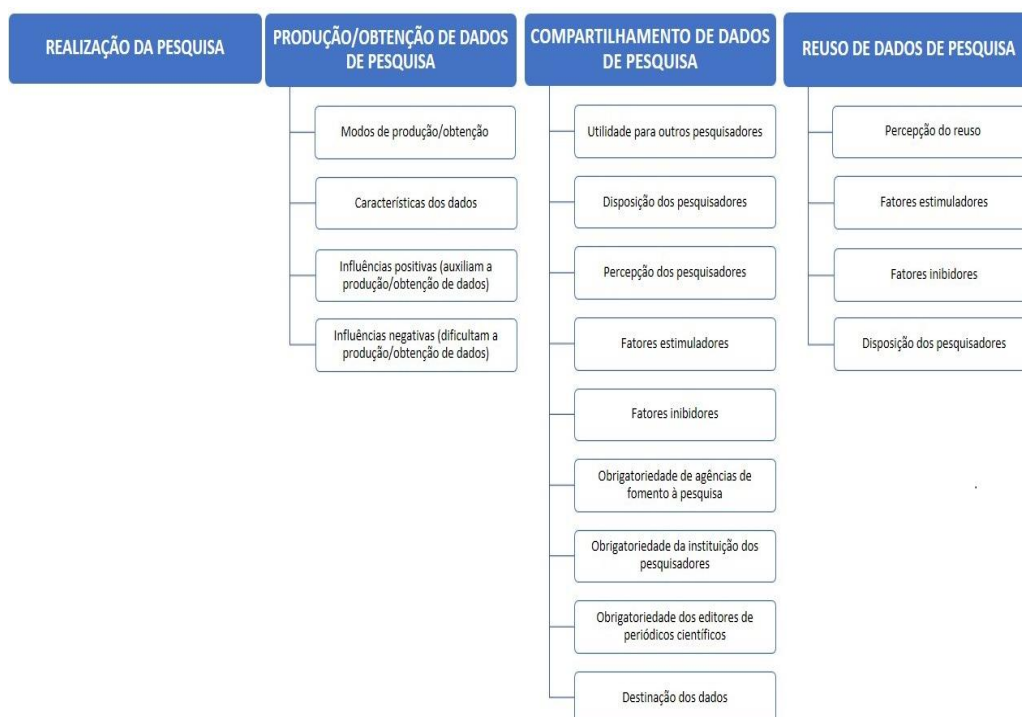 REALIZAÇÃO DA PESQUISA
PRODUÇÃO/OBTENÇÃO DE DADOS
DE PESQUISA
Modos de produção/obtenção
Características dos dados
Influências positivas (auxiliam a
produção/obtenção de dados)
Influências negativas (dificultam a
produção/obtenção de dados)
COMPARTILHAMENTO DE DADOS
DE PESQUISA
Utilidade para outros pesquisadores
Disposição dos pesquisadores
Percepção dos pesquisadores
Fatores estimuladores
Fatores inibidores
Obrigatoriedade de agências de
fomento à pesquisa
Obrigatoriedade da instituição dos
pesquisadores
Obrigatoriedade dos editores de
periódicos científicos
Destinação dos dados
REUSO DE DADOS DE PESQUISA
Percepção do reuso
Fatores estimuladores
Fatores inibidores
Disposição dos pesquisadores